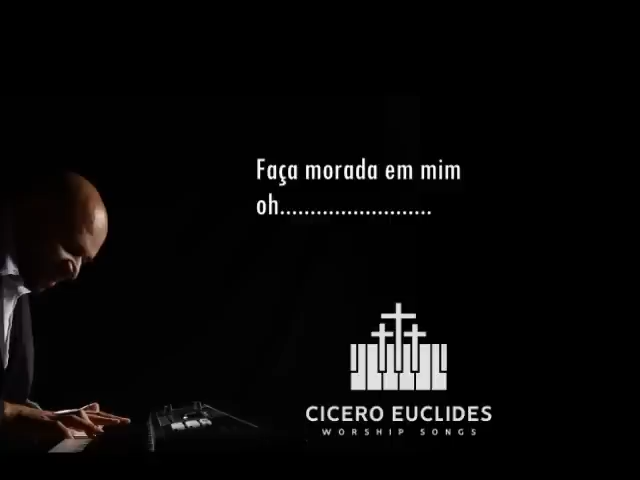 Faça morada em mim
oh.........................
CICERO EUCLIDES
WORSHIP SONGS